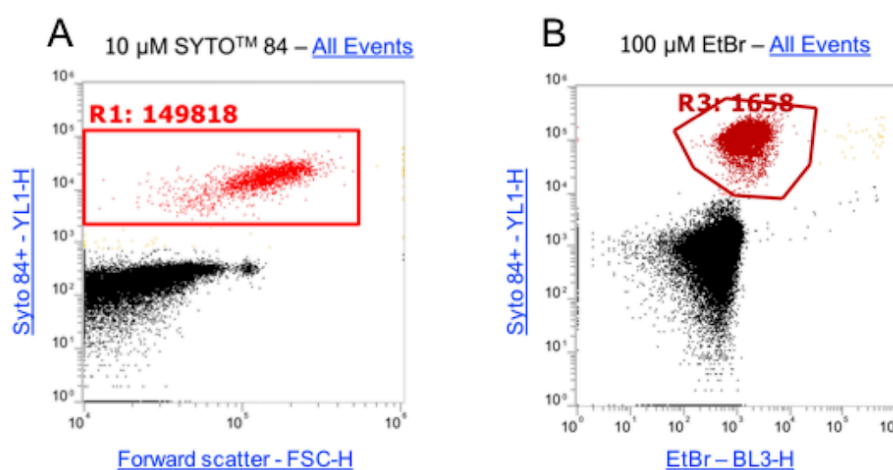 A
10 µM SYTO™ 84 – All Events
10⁶
10⁵
10⁴
10³
10²
10¹
10⁰
R1: 149818
Syto 84+ - YL1-H
10⁴ 10⁵ 10⁶
Forward scatter - FSC-H
B
100 µM EtBr – All Events
10⁶
10⁵
10⁴
10³
10²
10¹
10⁰
R3: 1658
Syto 84+ - YL1-H
10⁰ 10¹ 10² 10³ 10⁴ 10⁵
EtBr – BL3-H